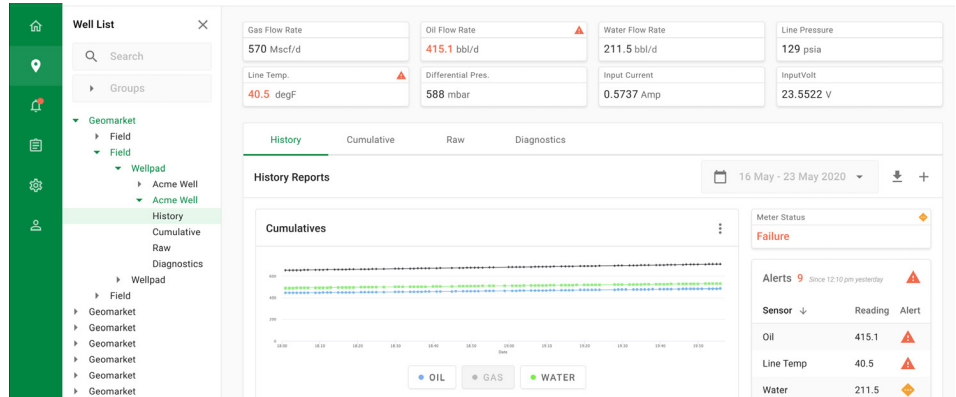 Well List
Search
Groups
Geomarket
Field
Field
Wellpad
Acme Well
Acme Well
History
Cumulative
Raw
Diagnostics
Wellpad
Field
Geomarket
Geomarket
Geomarket
Geomarket
Geomarket
Geomarket
Gas Flow Rate
570 Mscf/d
Oil Flow Rate
415.1 bbl/d
Water Flow Rate
211.5 bbl/d
Line Pressure
129 psia
Line Temp.
40.5 degF
Differential Pres.
588 mbar
Input Current
0.5737 Amp
InputVolt
23.5522 V
History Cumulative Raw Diagnostics
History Reports
16 May - 23 May 2020
Cumulatives
600
400
200
0
Date
OIL GAS WATER
Meter Status
Failure
Alerts 9 Since 12:10 pm yesterday
Sensor Reading Alert
Oil 415.1
Line Temp 40.5
Water 211.5